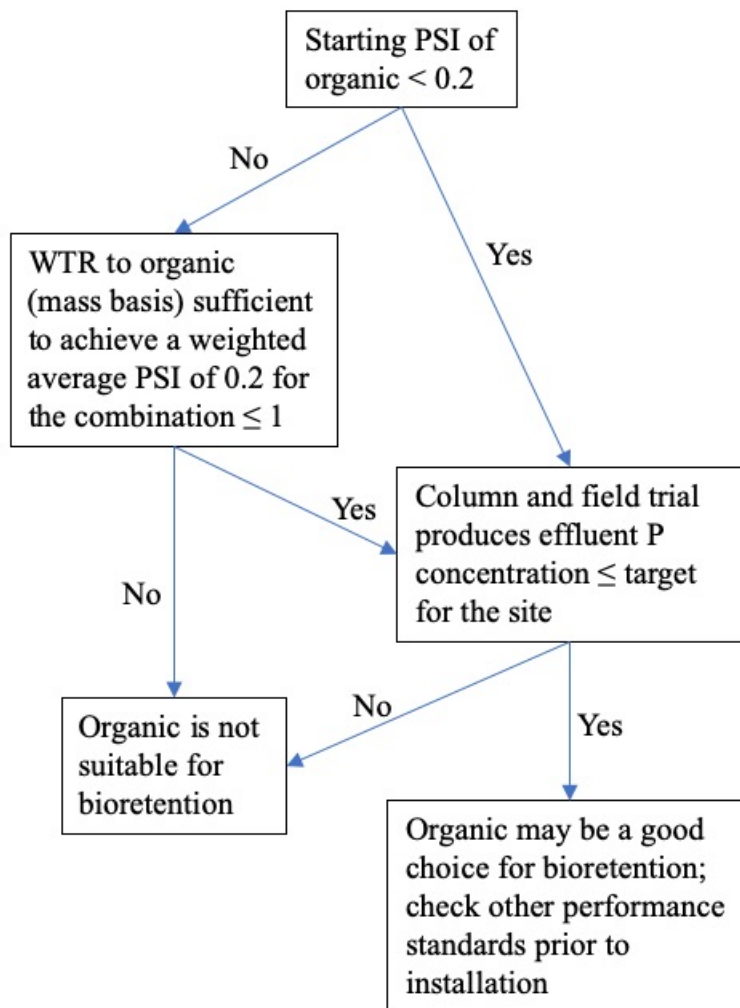 Starting PSI of
organic < 0.2
No
Yes
WTR to organic
(mass basis) sufficient
to achieve a weighted
average PSI of 0.2 for
the combination ≤ 1
Yes
No
Column and field trial
produces effluent P
concentration ≤ target
for the site
No
Yes
Organic is not
suitable for
bioretention
Organic may be a good
choice for bioretention;
check other performance
standards prior to
installation